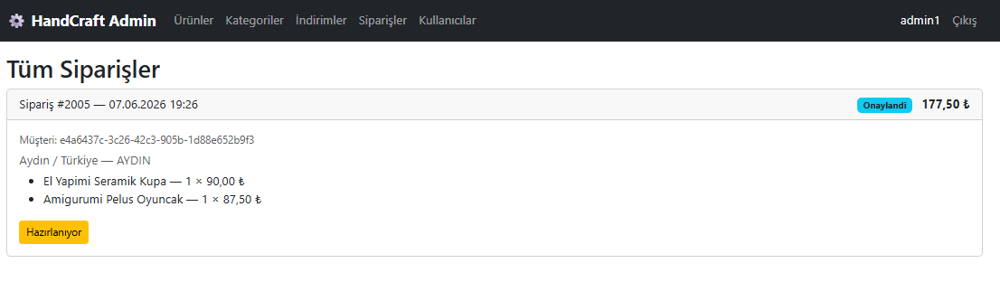 HandCraft Admin Ürünler Kategoriler İndirimler Siparişler Kullanıcılar admin1 Çıkış
Tüm Siparişler
Sipariş #2005 — 07.06.2026 19:26 Onaylandi 177,50 ₺
Müşteri: e4a6437c-3c26-42c3-905b-1d88e652b9f3
Aydın / Türkiye — AYDIN
• El Yapimi Seramik Kupa — 1 × 90,00 ₺
• Amigurumi Pelus Oyuncak — 1 × 87,50 ₺
Hazırlanıyor